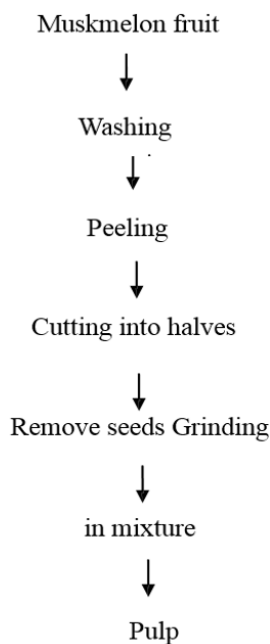 Muskmelon fruit
Washing
Peeling
Cutting into halves
Remove seeds Grinding
in mixture
Pulp